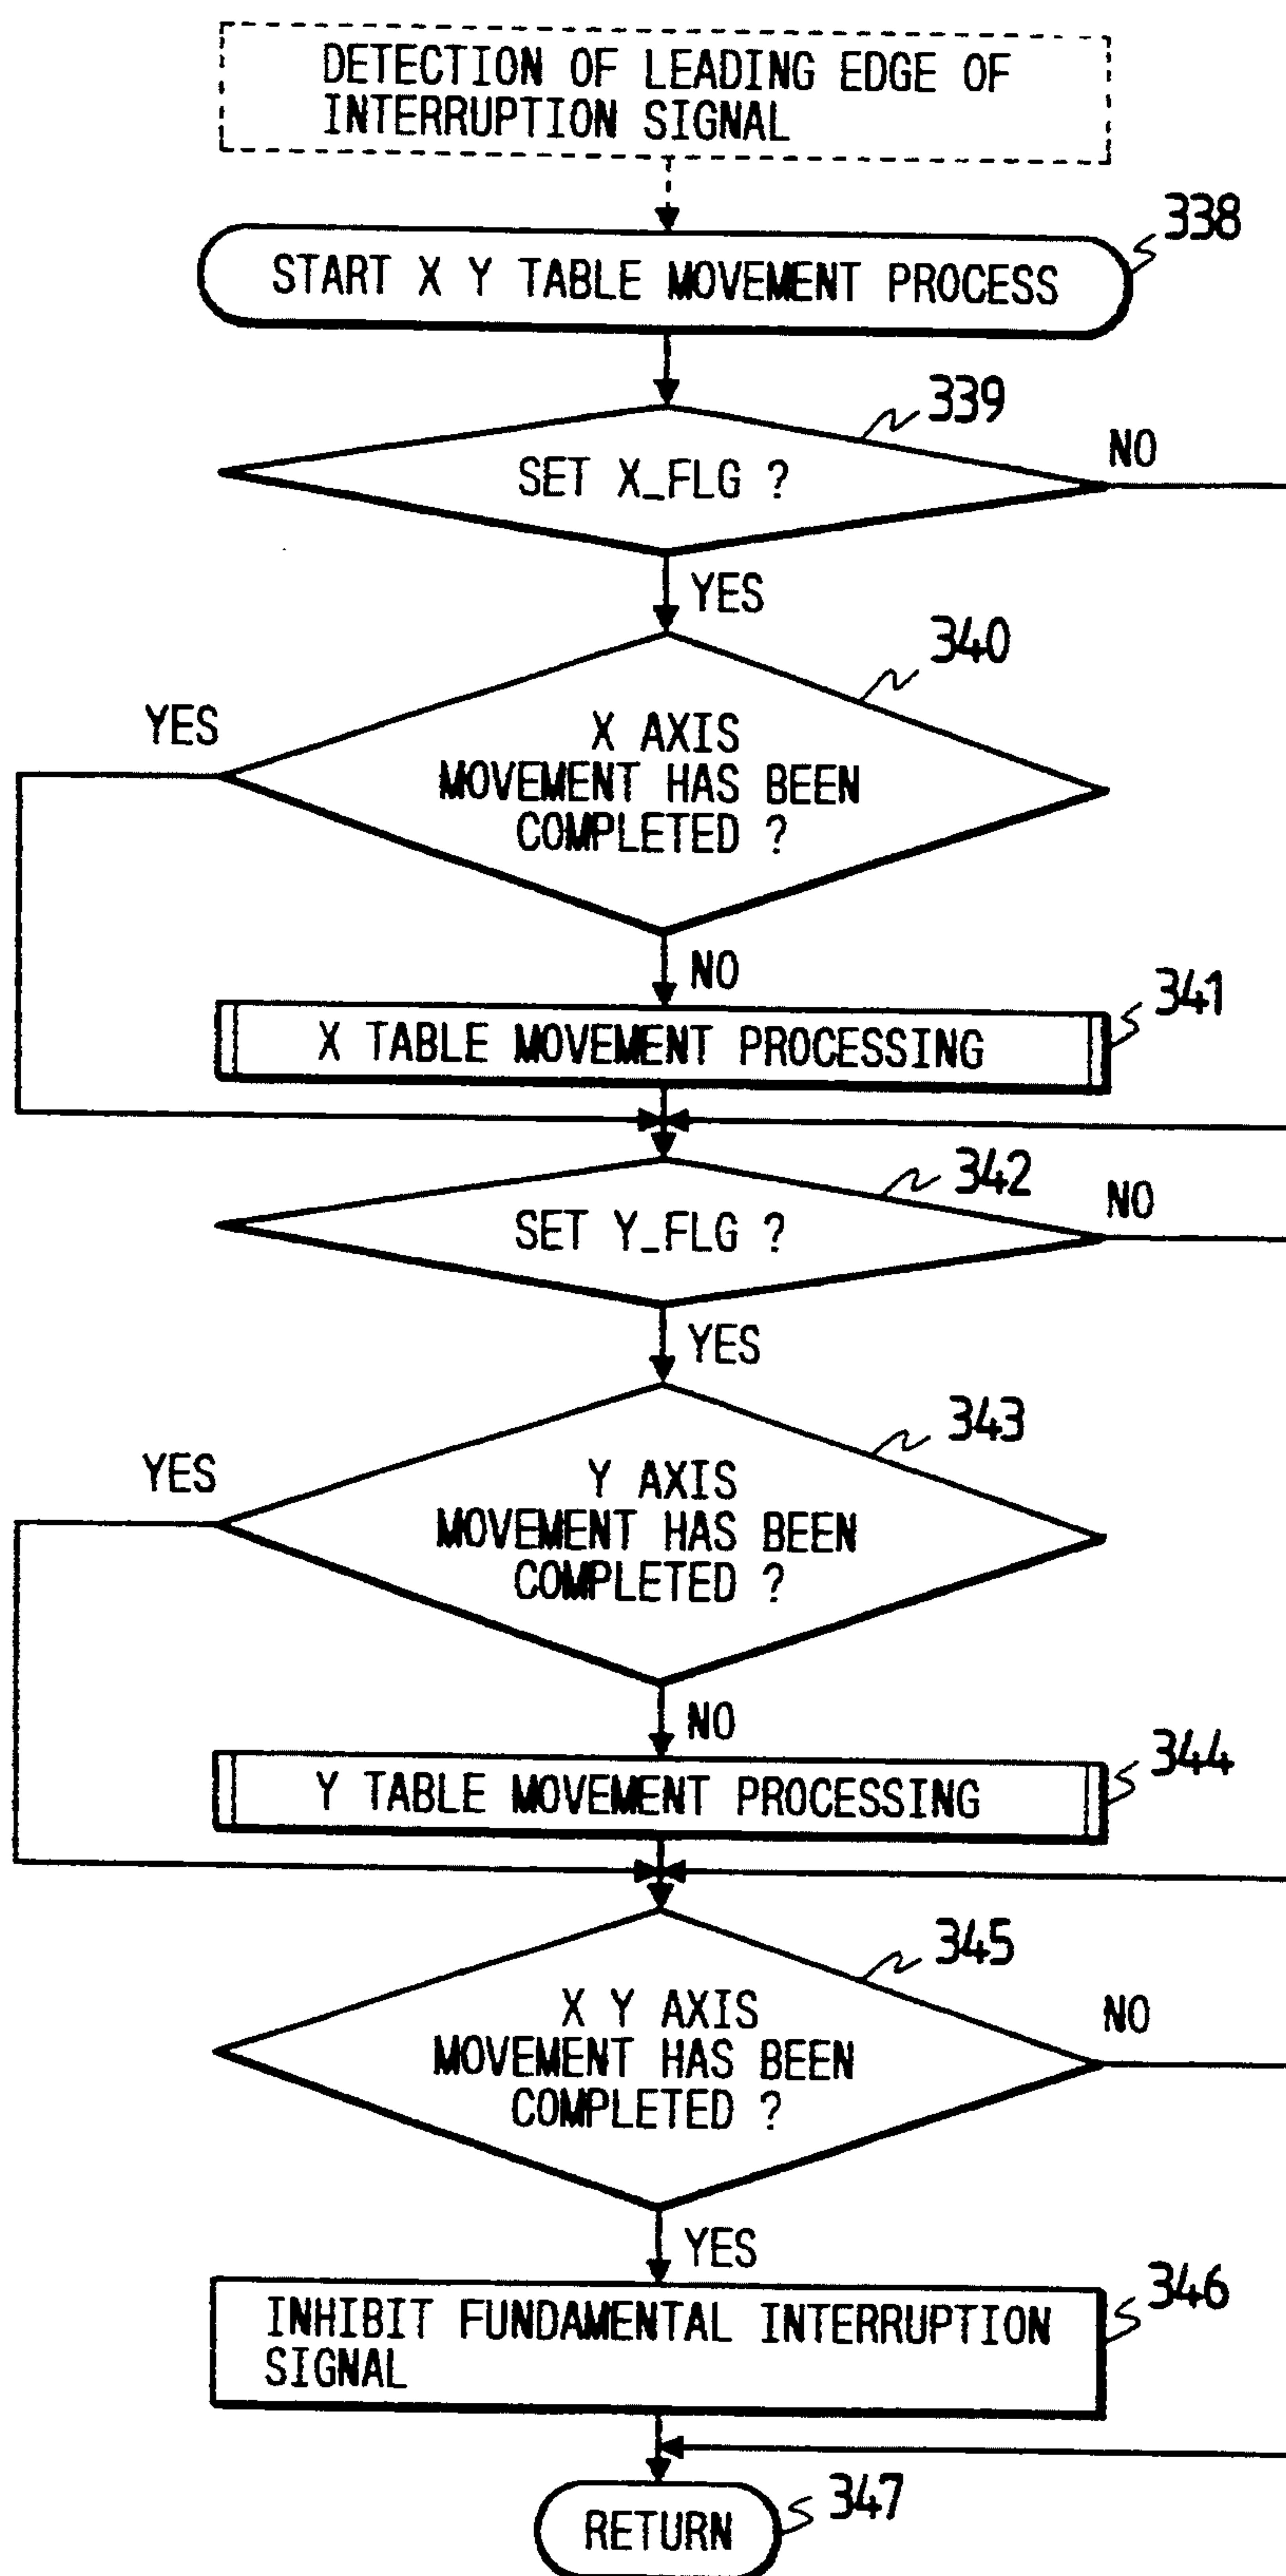 DETECTION OF LEADING EDGE OF
INTERRUPTION SIGNAL
338
START X Y TABLE MOVEMENT PROCESS
339
NO
SET X_FLG ?
YES
340
YES
X AXIS
MOVEMENT HAS BEEN
COMPLETED ?
NO
341
X TABLE MOVEMENT PROCESSING
342
NO
SET Y_FLG ?
YES
343
YES
Y AXIS
MOVEMENT HAS BEEN
COMPLETED ?
NO
344
Y TABLE MOVEMENT PROCESSING
345
NO
X Y AXIS
MOVEMENT HAS BEEN
COMPLETED ?
YES
346
INHIBIT FUNDAMENTAL INTERRUPTION
SIGNAL
347
RETURN